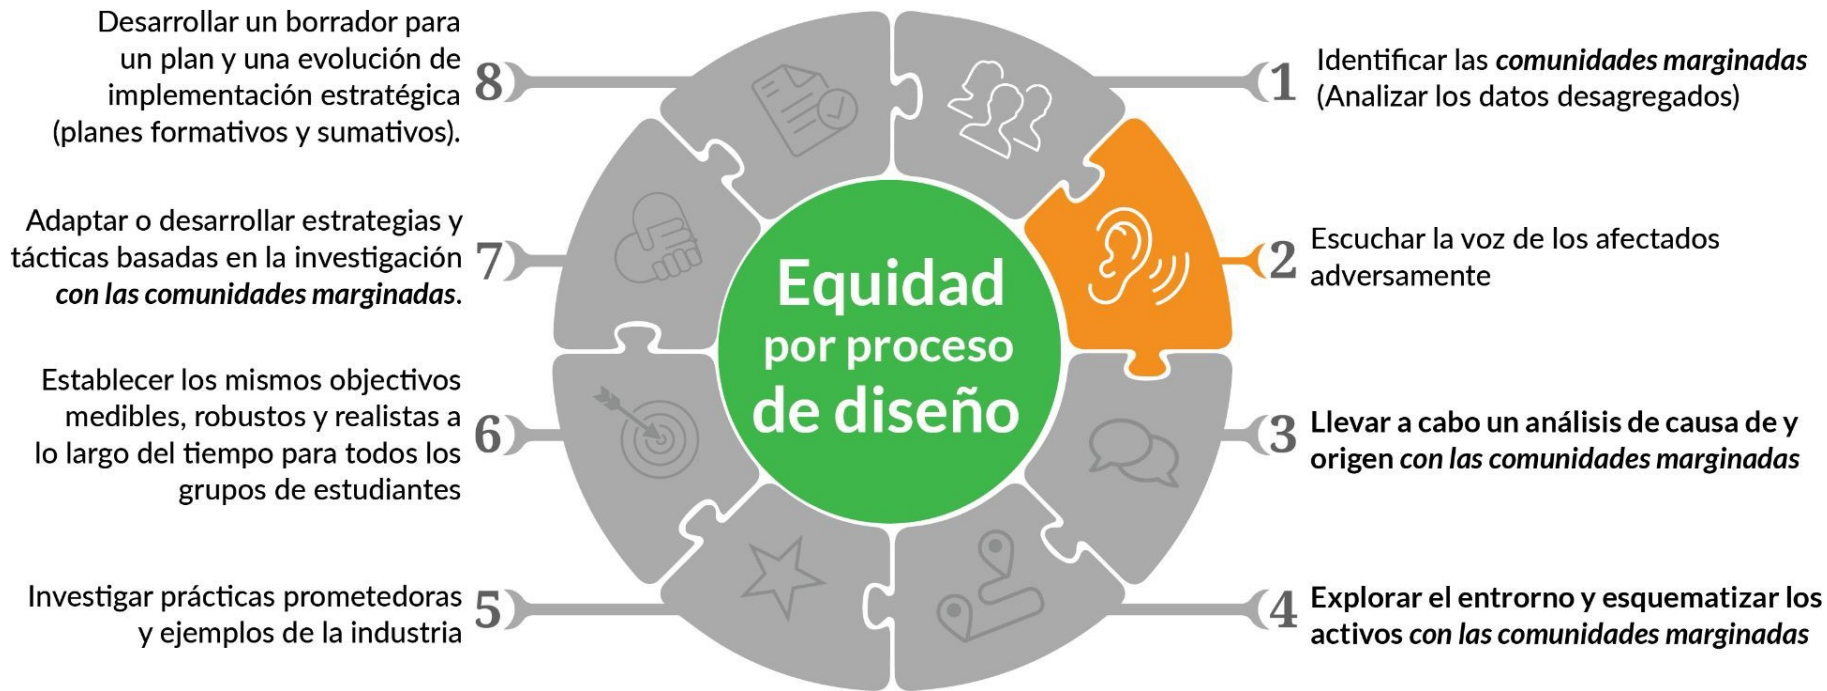 Equidad
por proceso
de diseño
1
Identificar las comunidades marginadas
(Analizar los datos desagregados)
2
Escuchar la voz de los afectados
adversamente
3
Llevar a cabo un análisis de causa de y
origen con las comunidades marginadas
4
Explorar el entrorno y esquematizar los
activos con las comunidades marginadas
5
Investigar prácticas prometedoras
y ejemplos de la industria
6
Establecer los mismos objectivos
medibles, robustos y realistas a
lo largo del tiempo para todos los
grupos de estudiantes
7
Adaptar o desarrollar estrategias y
tácticas basadas en la investigación
con las comunidades marginadas.
8
Desarrollar un borrador para
un plan y una evolución de
implementación estratégica
(planes formativos y sumativos).